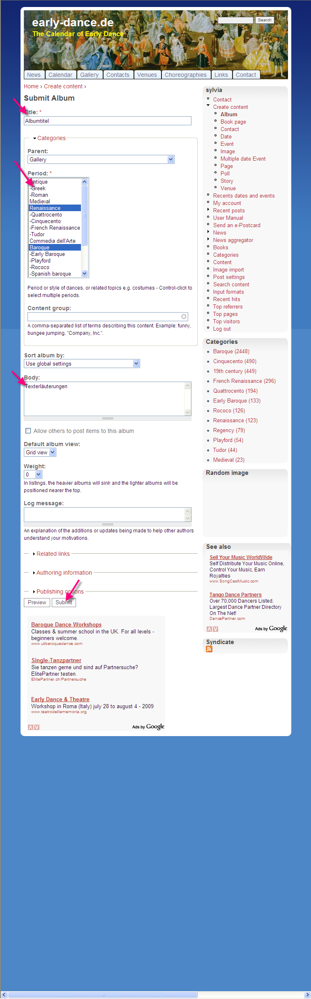 early-dance.de
The Calendar of Early Dance
Search
News Calendar Gallery Contacts Venues Choreographies Links Contact
Home › Create content ›
Submit Album
Title: *
Albumtitel
Categories
Parent:
Gallery
Period: *
Antique
-Greek
-Roman
Medieval
Renaissance
-Quattrocento
-Cinquecento
-French Renaissance
-Tudor
Commedia dell'Arte
Baroque
-Early Baroque
-Playford
-Rococo
-Spanish baroque
Period or style of dances, or related topics e.g. costumes - Control-click to
select multiple periods.
Content group:
A comma-separated list of terms describing this content. Example: funny,
bungee jumping, "Company, Inc.".
Sort album by:
Use global settings
Body:
Texterläuterungen
Allow others to post items to this album
Default album view:
Grid view
Weight:
0
In listings, the heavier albums will sink and the lighter albums will be
positioned nearer the top.
Log message:
An explanation of the additions or updates being made to help other authors
understand your motivations.
Related links
Authoring information
Publishing options
Preview Submit
Baroque Dance Workshops
Classes & summer school in the UK. For all levels -
beginners welcome.
www.ukbaroquedance.com
Single-Tanzpartner
Sie tanzen gerne und sind auf Partnersuche?
ElitePartner testen.
ElitePartner.ch/Partnersuche
Early Dance & Theatre
Workshop in Roma (Italy) july 28 to august 4 - 2009
www.teatrodellamemoria.org
Ads by Google
sylvia
Contact
Create content
Album
Book page
Contact
Date
Event
Image
Multiple date Event
Page
Poll
Story
Venue
Recents dates and events
My account
Recent posts
User Manual
Send an e-Postcard
News
News aggregator
Books
Categories
Content
Image import
Post settings
Search content
Input formats
Recent hits
Top referrers
Top pages
Top visitors
Log out
Categories
Baroque (2448)
Cinquecento (490)
19th century (449)
French Renaissance (296)
Quattrocento (194)
Early Baroque (133)
Rococo (126)
Renaissance (123)
Regency (79)
Playford (54)
Tudor (44)
Medieval (23)
Random image
See also
Sell Your Music WorldWide
Self Distribute Your Music Online,
Control Your Music, Earn
Royalties
www.SongCastMusic.com
Tango Dance Partners
Over 70,000 Dancers Listed.
Largest Dance Partner Directory
On The Net!
DancePartner.com
Ads by Google
Syndicate